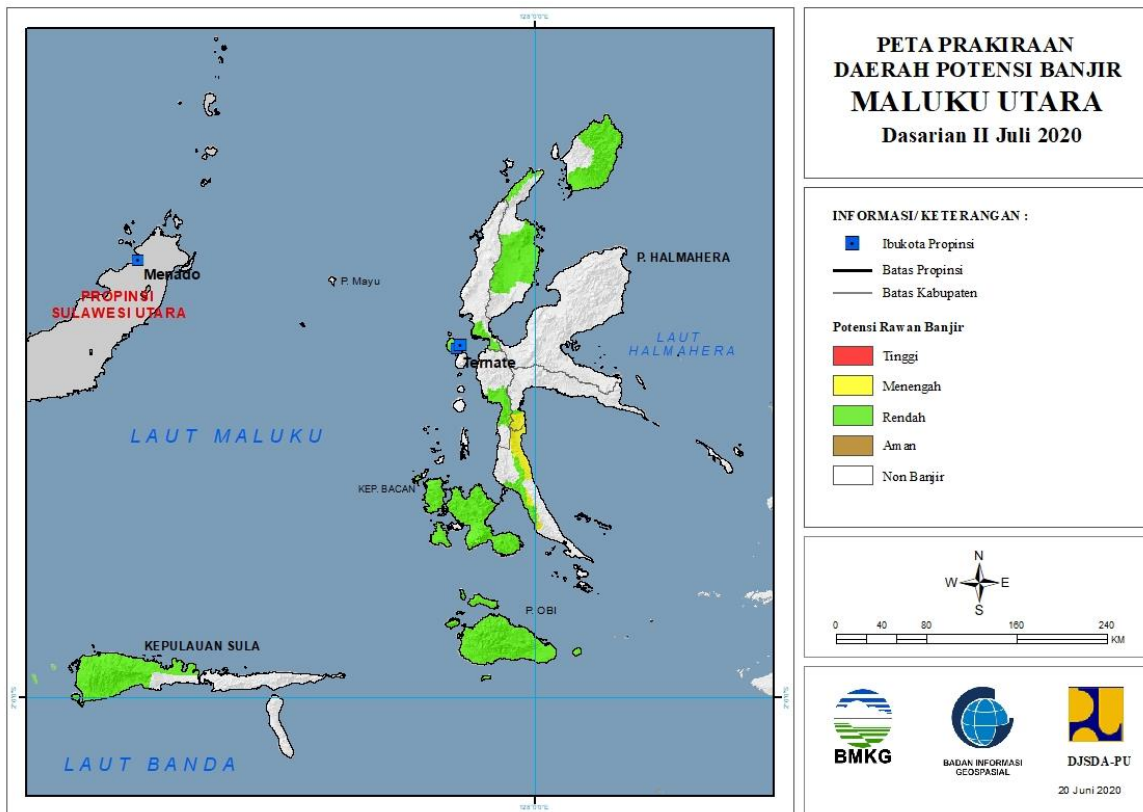 PETA PRAKIRAAN
DAERAH POTENSI BANJIR
MALUKU UTARA
Dasarian II Juli 2020
INFORMASI/ KETERANGAN :
Ibukota Propinsi
Batas Propinsi
Batas Kabupaten
Potensi Rawan Banjir
Tinggi
Menengah
Rendah
Aman
Non Banjir
N
W E
S
0 40 80 160 240
KM
BMKG
BADAN INFORMASI
GEOSPASIAL
DJSDA-PU
20 Juni 2020
Menado
PROPINSI
SULAWESI UTARA
P. Mayu
P. HALMAHERA
LAUT
HALMAHERA
Ternate
LAUT MALUKU
KEP. BACAN
P. OBI
KEPULAUAN SULA
LAUT BANDA